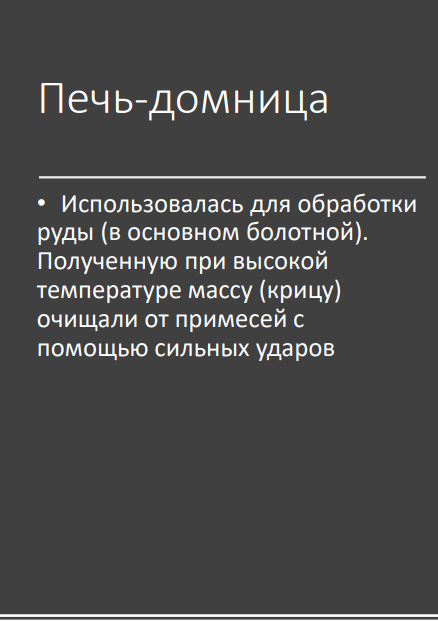 Печь-домница
• Использовалась для обработки
руды (в основном болотной).
Полученную при высокой
температуре массу (крицу)
очищали от примесей с
помощью сильных ударов